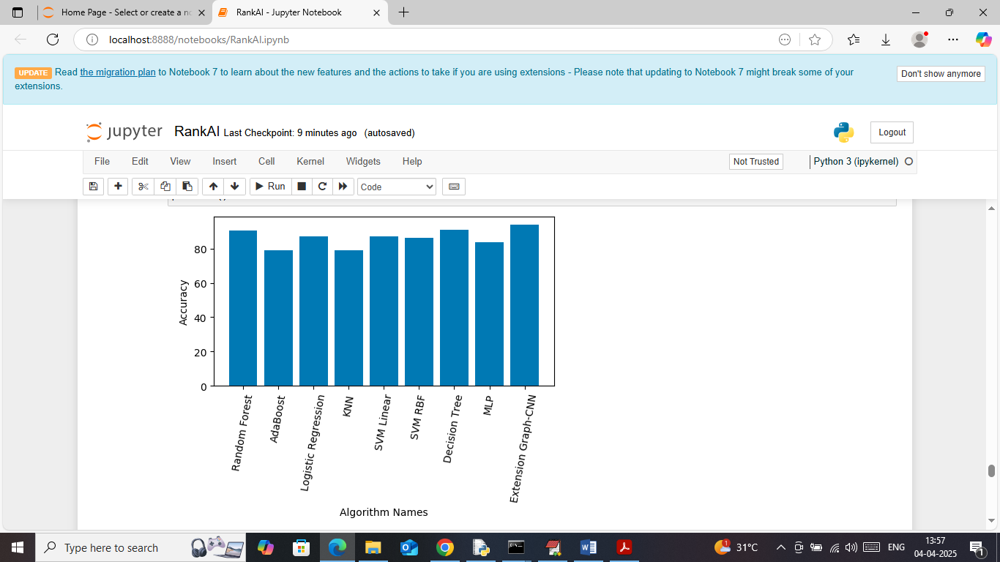 Home Page - Select or create a n
RankAI - Jupyter Notebook
localhost:8888/notebooks/RankAI.ipynb
UPDATE Read the migration plan to Notebook 7 to learn about the new features and the actions to take if you are using extensions - Please note that updating to Notebook 7 might break some of your
extensions.
Don't show anymore
jupyter RankAI Last Checkpoint: 9 minutes ago (autosaved)
Logout
File Edit View Insert Cell Kernel Widgets Help
Not Trusted
Python 3 (ipykernel)
Run
Code
80
60
40
20
0
Accuracy
Random Forest
AdaBoost
Logistic Regression
KNN
SVM Linear
SVM RBF
Decision Tree
MLP
Extension Graph-CNN
Algorithm Names
Type here to search
1
31°C
ENG
13:57
04-04-2025
1